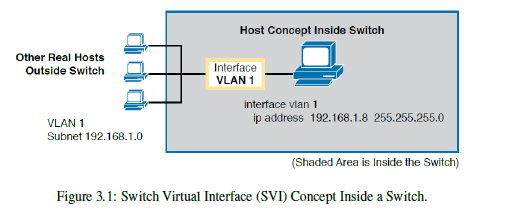 Host Concept Inside Switch
Other Real Hosts
Outside Switch
Interface
VLAN 1
VLAN 1
Subnet 192.168.1.0
interface vlan 1
ip address 192.168.1.8 255.255.255.0
(Shaded Area is Inside the Switch)
Figure 3.1: Switch Virtual Interface (SVI) Concept Inside a Switch.